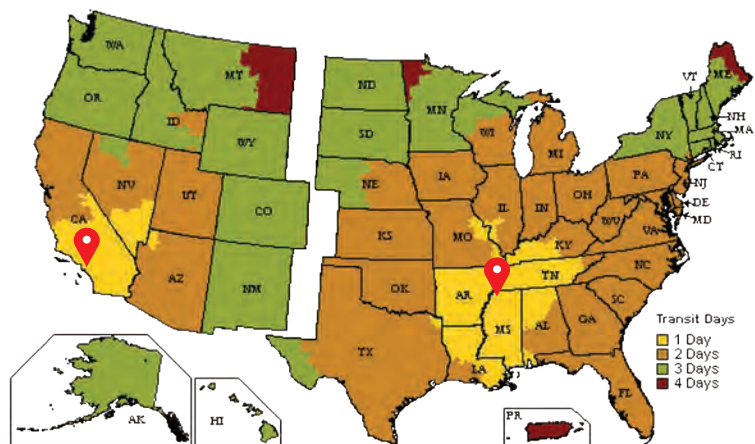 WA
MT
ND
MN
ME
VT
NH
MA
RI
CT
OR
ID
WY
SD
WI
MI
NY
NV
UT
CO
NE
IA
IL
IN
OH
PA
NJ
DE
MD
CA
AZ
NM
KS
MO
KY
WV
VA
OK
AR
TN
NC
TX
LA
MS
AL
GA
SC
FL
AK
HI
PR
Transit Days
1 Day
2 Days
3 Days
4 Days